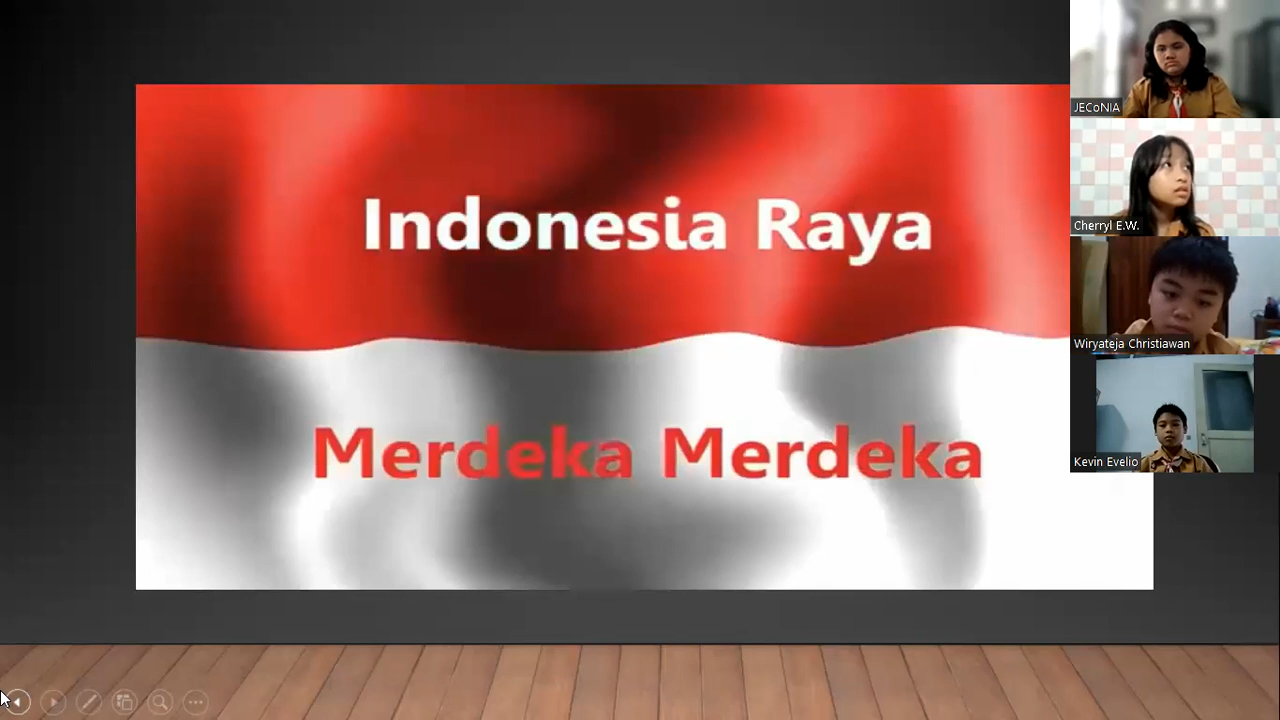 Indonesia Raya
Merdeka Merdeka
JECoNIA
Cherryl E.W.
Wiryateja Christiawan
Kevin Evelio